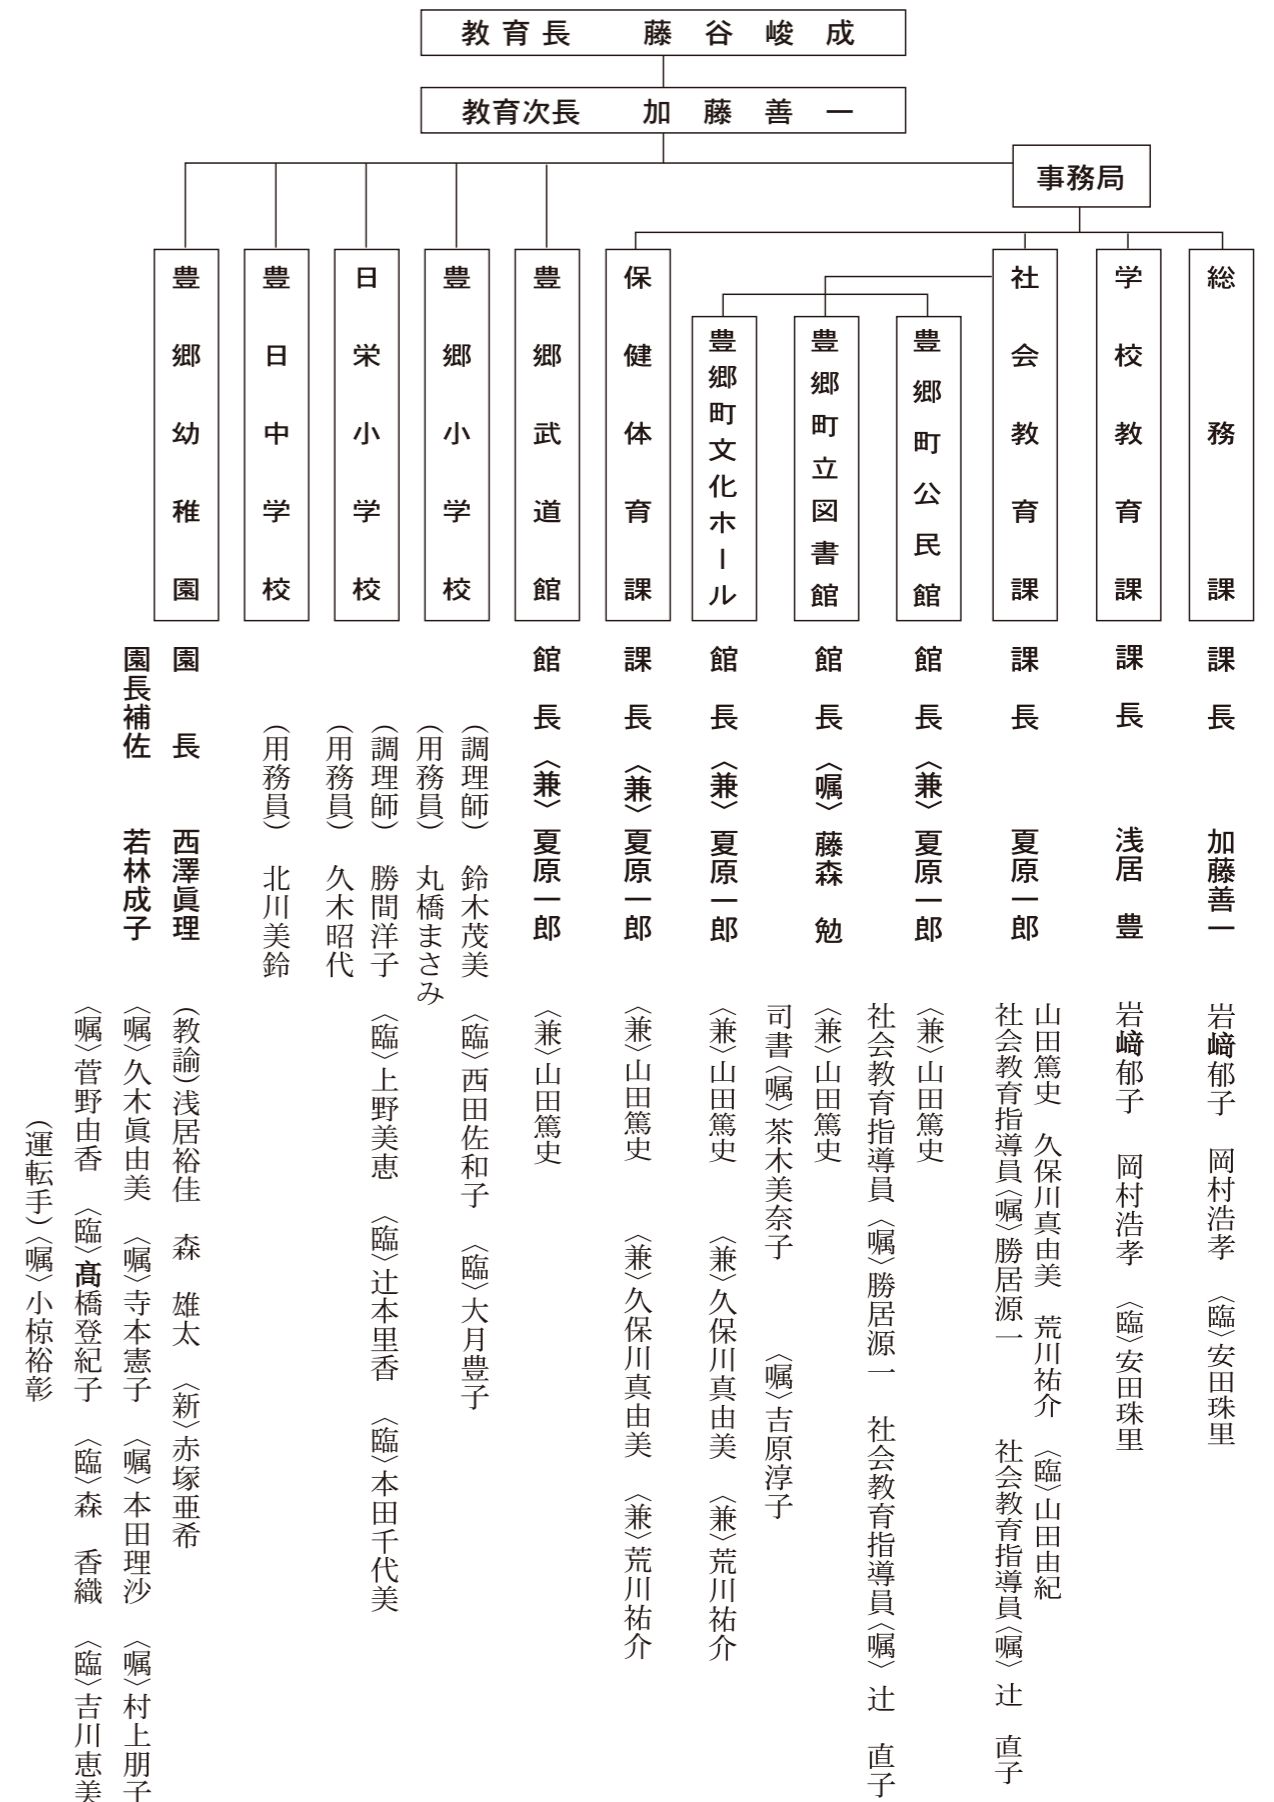 教育長　藤谷峻成
教育次長　加藤善一
事務局
総務課
課長　加藤善一　岩﨑郁子　岡村浩孝　〈臨〉安田珠里
学校教育課
課長　浅居　豊　岩﨑郁子　岡村浩孝　〈臨〉安田珠里
社会教育課
課長　夏原一郎
山田篤史　久保川真由美　荒川祐介　〈臨〉山田由紀
社会教育指導員〈嘱〉勝居源一　社会教育指導員〈嘱〉辻　直子
豊郷町公民館
館長〈兼〉夏原一郎　〈兼〉山田篤史
社会教育指導員〈嘱〉勝居源一　社会教育指導員〈嘱〉辻　直子
豊郷町立図書館
館長〈嘱〉藤森　勉　〈兼〉山田篤史
司書〈嘱〉茶木美奈子　〈嘱〉吉原淳子
豊郷町文化ホール
館長〈兼〉夏原一郎　〈兼〉山田篤史　〈兼〉久保川真由美　〈兼〉荒川祐介
保健体育課
課長〈兼〉夏原一郎　〈兼〉山田篤史　〈兼〉久保川真由美　〈兼〉荒川祐介
豊郷武道館
館長〈兼〉夏原一郎　〈兼〉山田篤史
豊郷小学校
（調理師）鈴木茂美　〈臨〉西田佐和子　〈臨〉大月豊子
（用務員）丸橋まさみ
日栄小学校
（調理師）勝間洋子　〈臨〉上野美恵　〈臨〉辻本里香　〈臨〉本田千代美
（用務員）久木昭代
豊日中学校
（用務員）北川美鈴
豊郷幼稚園
園長　西澤眞理　（教諭）浅居裕佳　森　雄太　〈新〉赤塚亜希
園長補佐　若林成子　〈嘱〉久木眞由美　〈嘱〉寺本憲子　〈嘱〉本田理沙　〈嘱〉村上朋子
〈嘱〉菅野由香　〈臨〉髙橋登紀子　〈臨〉森　香織　〈臨〉吉川恵美
（運転手）〈嘱〉小椋裕彰